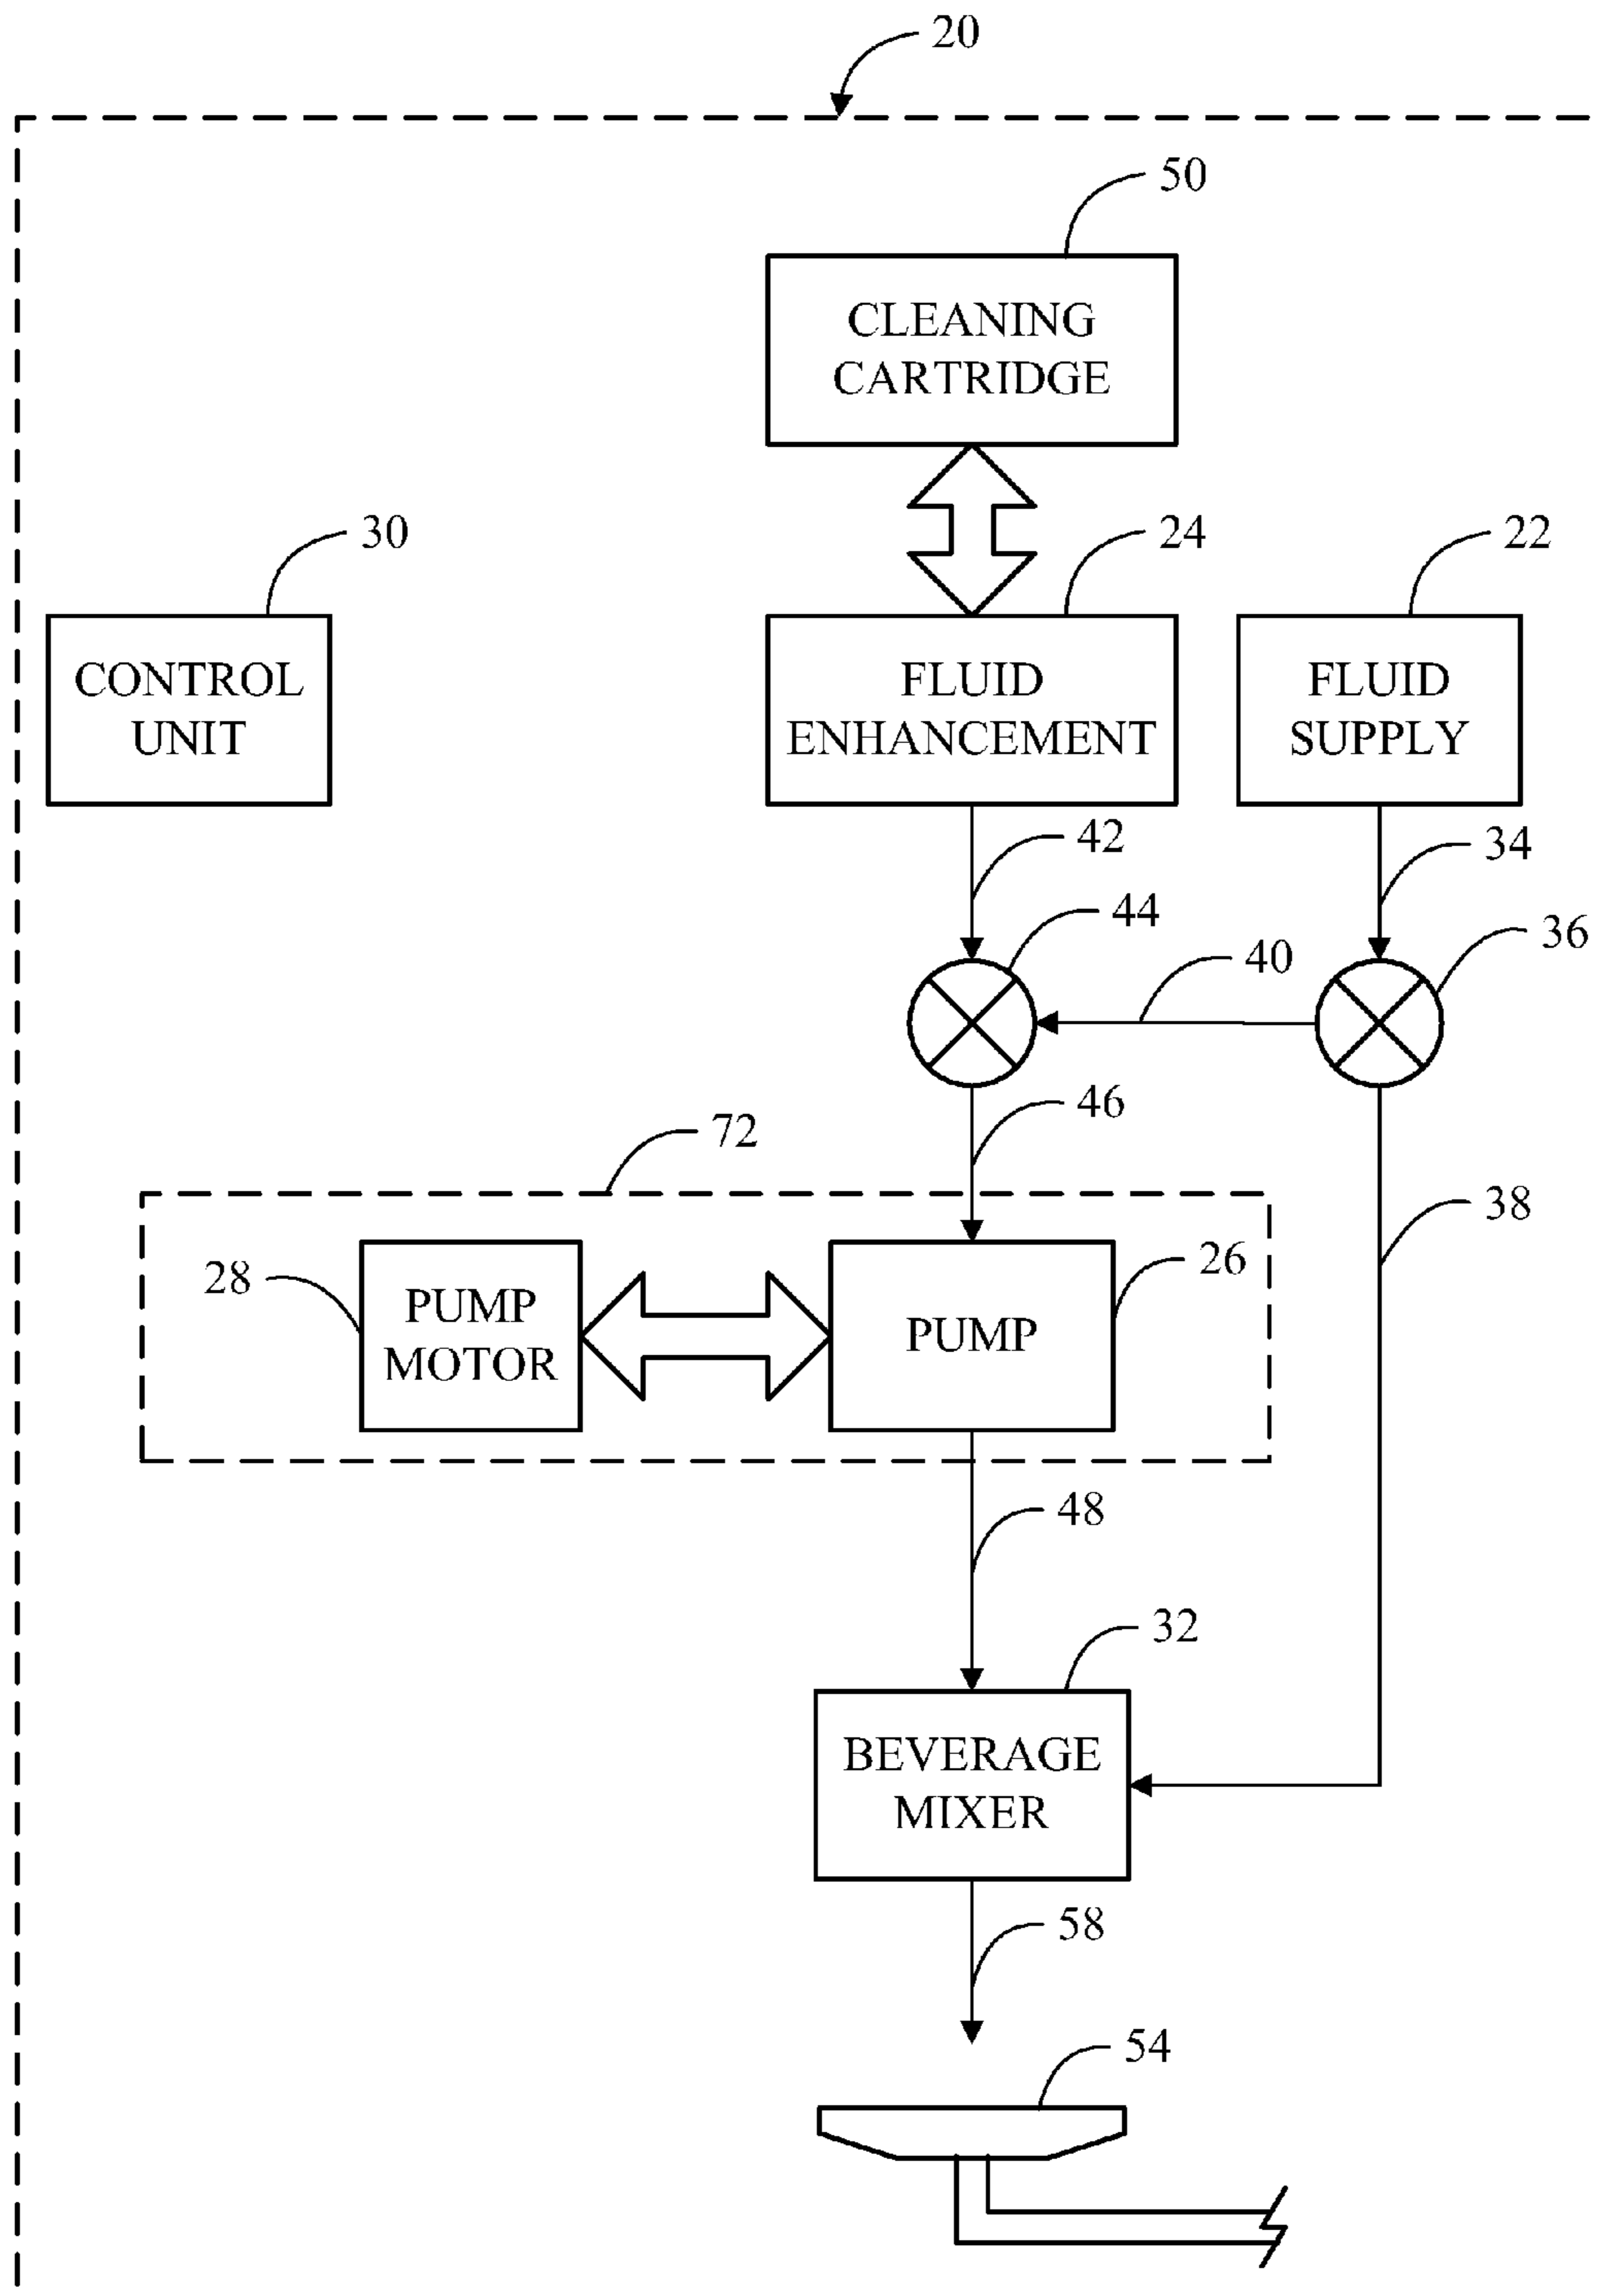 20
50
CLEANING
CARTRIDGE
30
24
22
CONTROL
UNIT
FLUID
ENHANCEMENT
FLUID
SUPPLY
42
34
44
36
40
46
72
38
28
26
PUMP
MOTOR
PUMP
48
32
BEVERAGE
MIXER
58
54